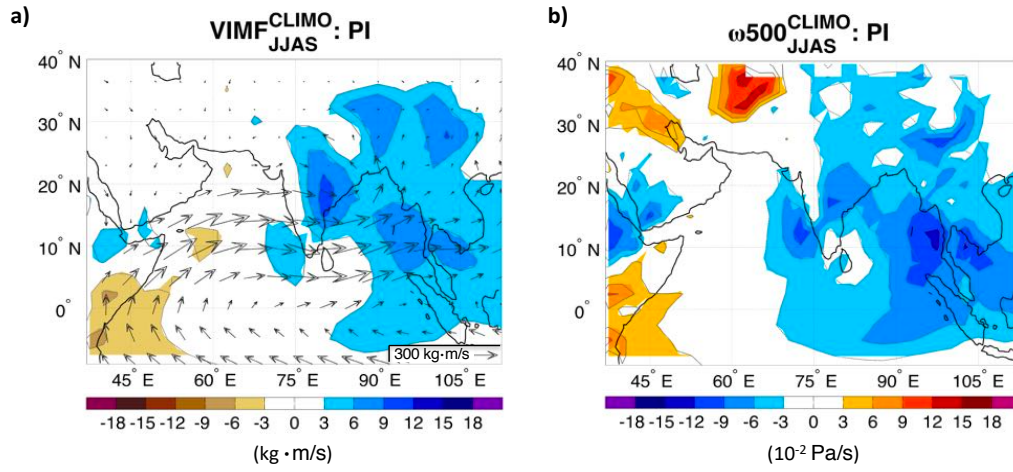 a)
VIMF CLIMO JJAS : PI
40° N
30° N
20° N
10° N
0°
300 kg·m/s
45° E 60° E 75° E 90° E 105° E
-18 -15 -12 -9 -6 -3 0 3 6 9 12 15 18
(kg · m/s)
b)
ω500 CLIMO JJAS : PI
40° N
30° N
20° N
10° N
0°
45° E 60° E 75° E 90° E 105° E
-18 -15 -12 -9 -6 -3 0 3 6 9 12 15 18
(10⁻² Pa/s)